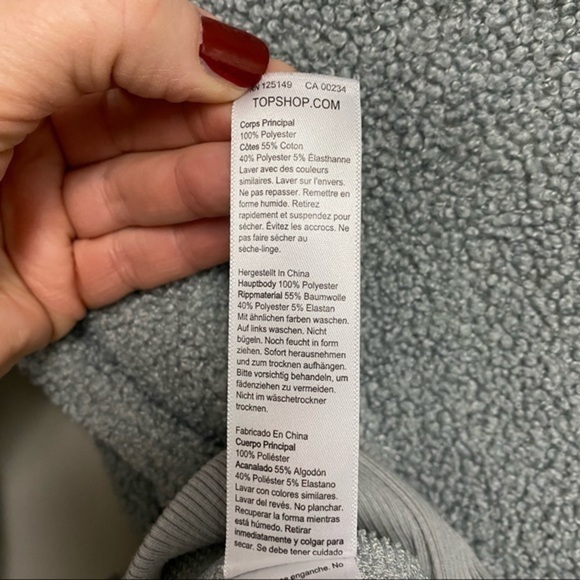 125149 CA 00234
TOPSHOP.COM
Corps Principal
100% Polyester
Côtes 55% Coton
40% Polyester 5% Élasthanne
Laver avec des couleurs
similaires. Laver sur l'envers.
Ne pas repasser. Remettre en
forme humide. Retirez
rapidement et suspendez pour
sécher. Évitez les accrocs. Ne
pas faire sécher au
sèche-linge.
Hergestellt In China
Hauptbody 100% Polyester
Rippmaterial 55% Baumwolle
40% Polyester 5% Elastan
Mit ähnlichen farben waschen.
Auf links waschen. Nicht
bügeln. Noch feucht in form
ziehen. Sofort herausnehmen
und zum trocknen aufhängen.
Bitte vorsichtig behandeln, um
fädenziehen zu vermeiden.
Nicht im wäschetrockner
trocknen.
Fabricado En China
Cuerpo Principal
100% Poliéster
Acanalado 55% Algodón
40% Poliéster 5% Elastano
Lavar con colores similares.
Lavar del revés. No planchar.
Recuperar la forma mientras
está húmedo. Retirar
inmediatamente y colgar para
secar. Se debe tener cuidado
enganche. No